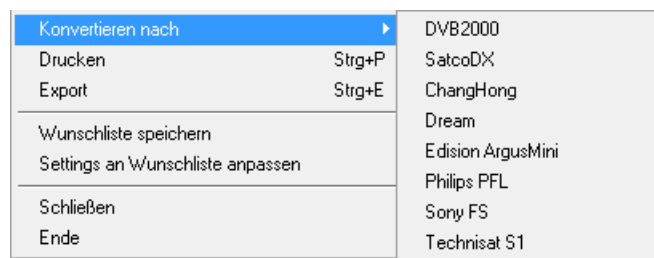 Konvertieren nach
Drucken Strg+P
Export Strg+E
Wunschliste speichern
Settings an Wunschliste anpassen
Schließen
Ende
DVB2000
SatcoDX
ChangHong
Dream
Edision ArgusMini
Philips PFL
Sony FS
Technisat S1